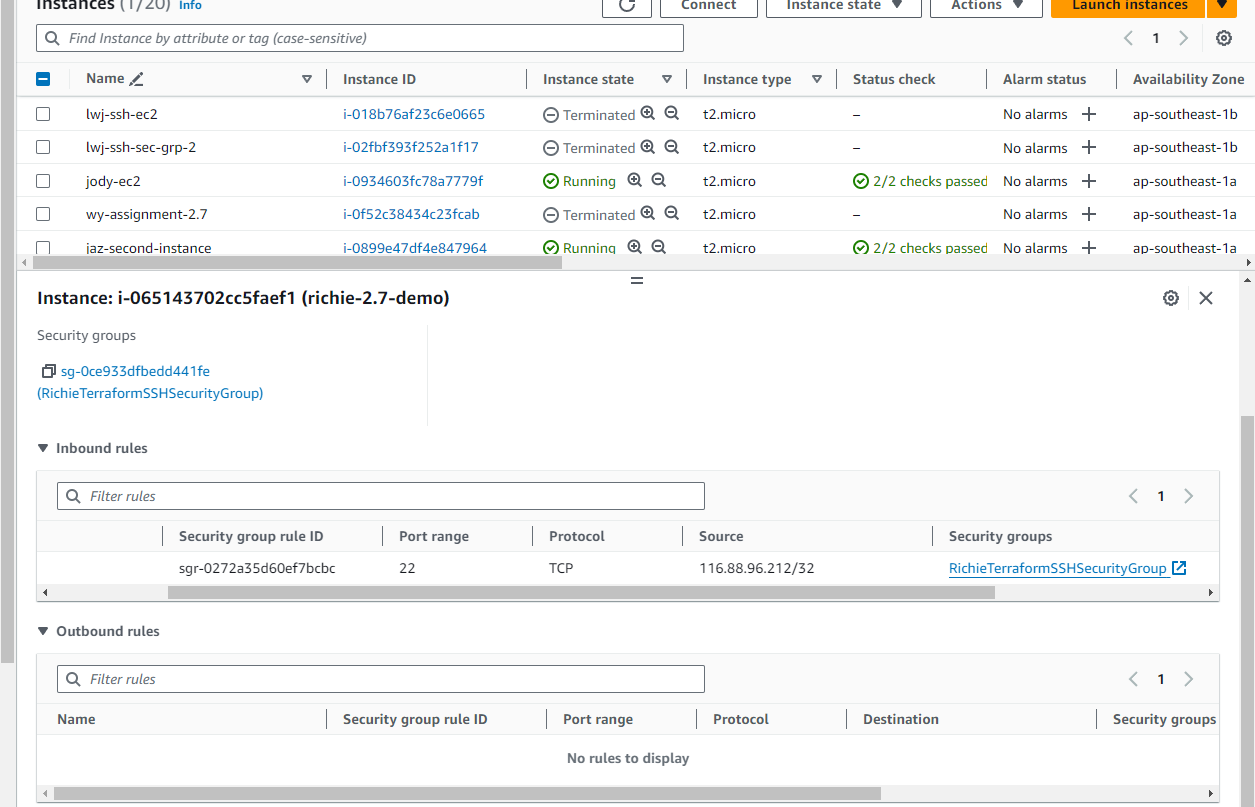 Instances (1/20) Info
Connect Instance state Actions Launch instances
Find Instance by attribute or tag (case-sensitive) 1
Name Instance ID Instance state Instance type Status check Alarm status Availability Zone
lwj-ssh-ec2 i-018b76af23c6e0665 Terminated t2.micro – No alarms ap-southeast-1b
lwj-ssh-sec-grp-2 i-02fbf393f252a1f17 Terminated t2.micro – No alarms ap-southeast-1b
jody-ec2 i-0934603fc78a7779f Running t2.micro 2/2 checks passed No alarms ap-southeast-1a
wy-assignment-2.7 i-0f52c38434c23fcab Terminated t2.micro – No alarms ap-southeast-1a
jaz-second-instance i-0899e47df4e847964 Running t2.micro 2/2 checks passed No alarms ap-southeast-1a
Instance: i-065143702cc5faef1 (richie-2.7-demo)
Security groups
sg-0ce933dfbedd441fe
(RichieTerraformSSHSecurityGroup)
Inbound rules
Filter rules 1
Security group rule ID Port range Protocol Source Security groups
sgr-0272a35d60ef7bcbc 22 TCP 116.88.96.212/32 RichieTerraformSSHSecurityGroup
Outbound rules
Filter rules 1
Name Security group rule ID Port range Protocol Destination Security groups
No rules to display